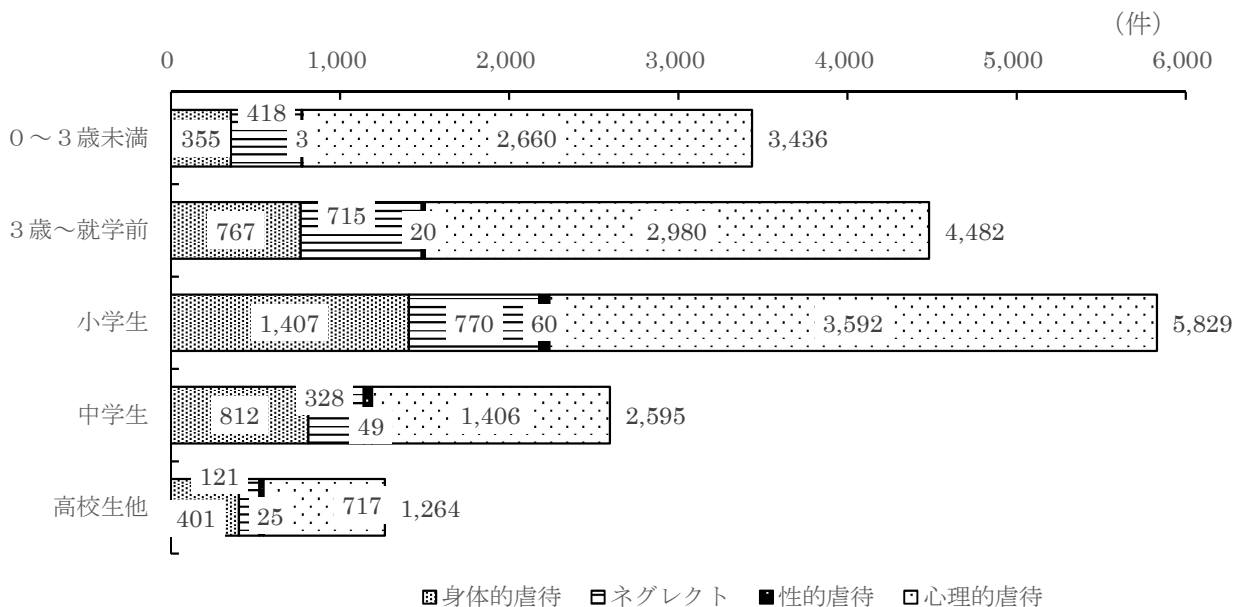 （件）
0 1,000 2,000 3,000 4,000 5,000 6,000
０～３歳未満 355 418 3 2,660 3,436
３歳～就学前 767 715 20 2,980 4,482
小学生 1,407 770 60 3,592 5,829
中学生 812 328 49 1,406 2,595
高校生他 401 121 25 717 1,264
身体的虐待 ネグレクト 性的虐待 心理的虐待